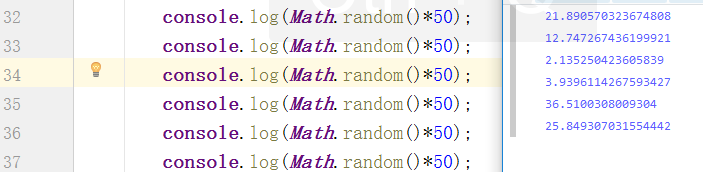 32 console.log(Math.random()*50);
33 console.log(Math.random()*50);
34 console.log(Math.random()*50);
35 console.log(Math.random()*50);
36 console.log(Math.random()*50);
37 console.log(Math.random()*50);
21.890570323674808
12.747267436199921
2.135250423605839
3.9396114267593427
36.5100308009304
25.849307031554442